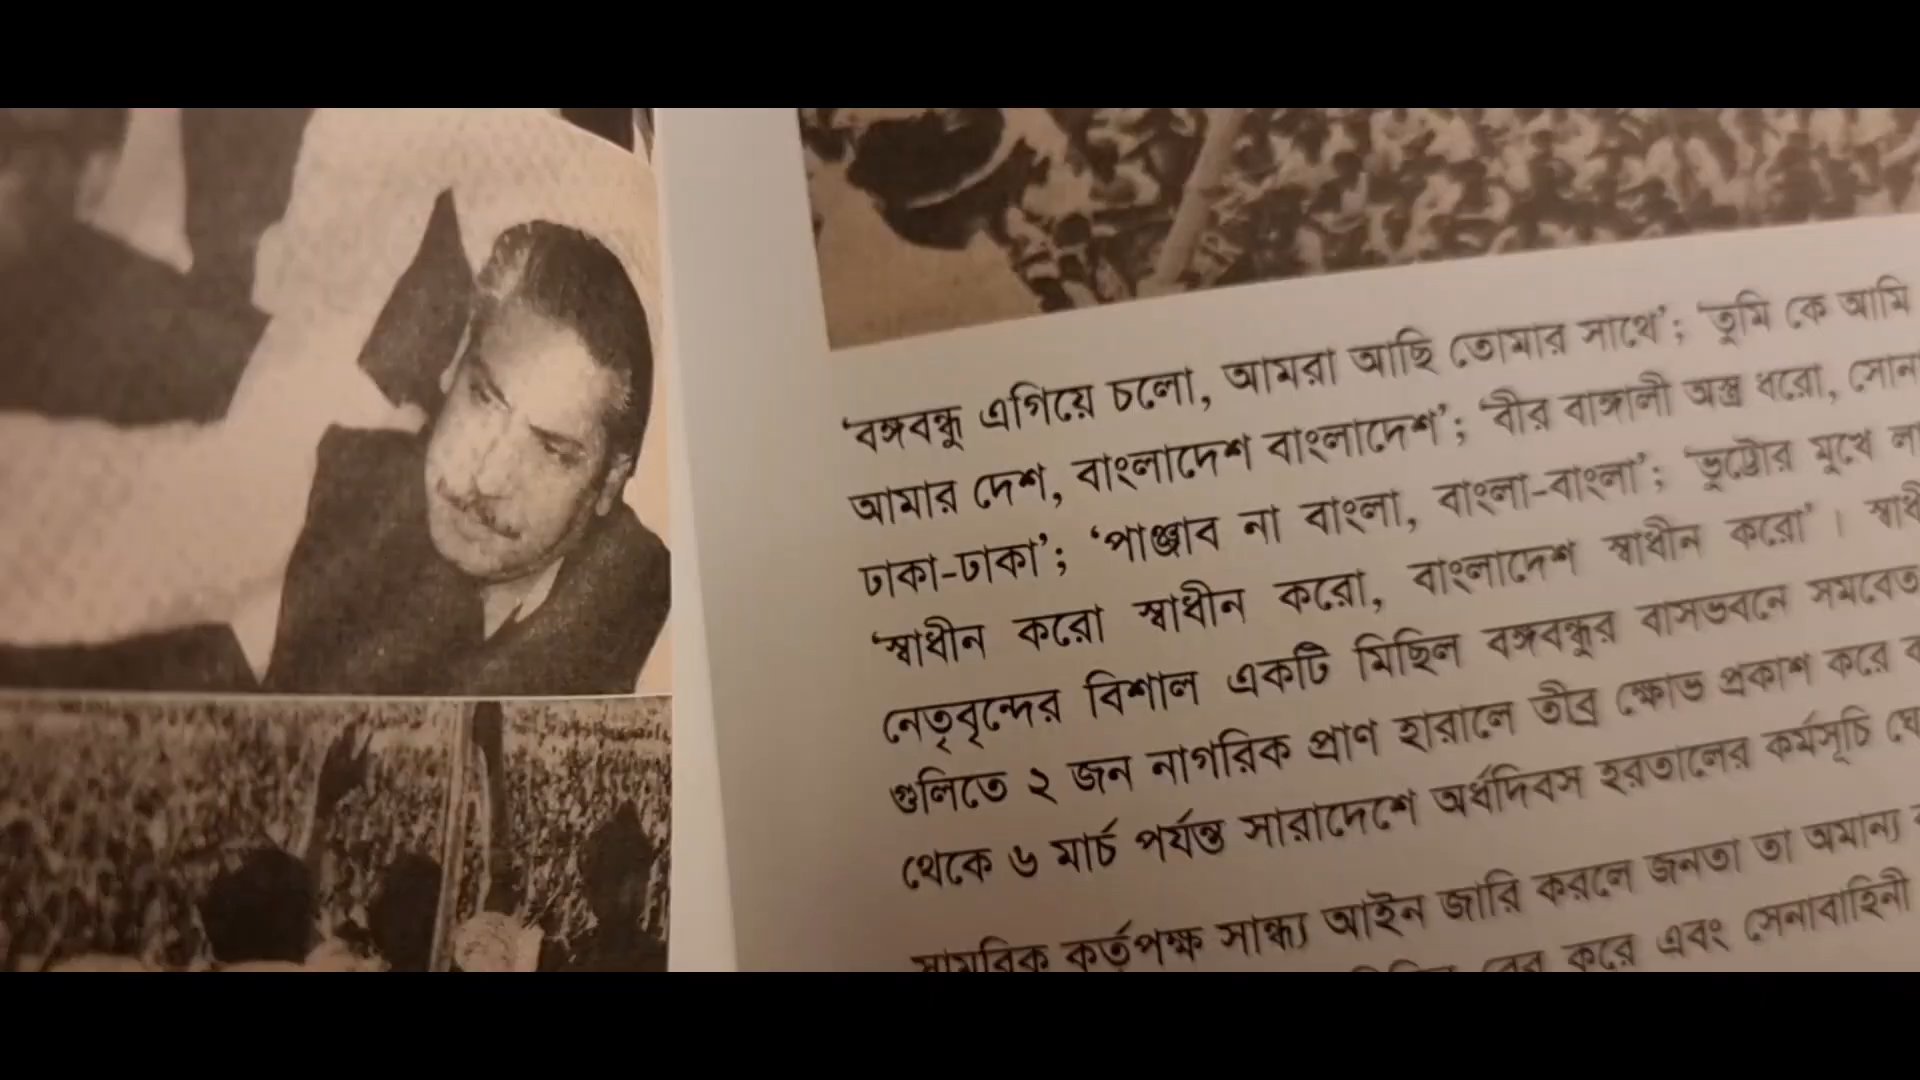 ‘বঙ্গবন্ধু এগিয়ে চলো, আমরা আছি তোমার সাথে’; ‘তুমি কে আমি
আমার দেশ, বাংলাদেশ বাংলাদেশ’; ‘বীর বাঙ্গালী অস্ত্র ধরো, সোন
ঢাকা-ঢাকা’; ‘পাঞ্জাব না বাংলা, বাংলা-বাংলা’; ‘ভুট্টোর মুখে লা
‘স্বাধীন করো স্বাধীন করো, বাংলাদেশ স্বাধীন করো’। স্বাধী
নেতৃবৃন্দের বিশাল একটি মিছিল বঙ্গবন্ধুর বাসভবনে সমবেত
গুলিতে ২ জন নাগরিক প্রাণ হারালে তীব্র ক্ষোভ প্রকাশ করে
থেকে ৬ মার্চ পর্যন্ত সারাদেশে অর্ধদিবস হরতালের কর্মসূচি ঘো
সামরিক কর্তৃপক্ষ সান্ধ্য আইন জারি করলে জনতা তা অমান্য
বের করে এবং সেনাবাহিনী